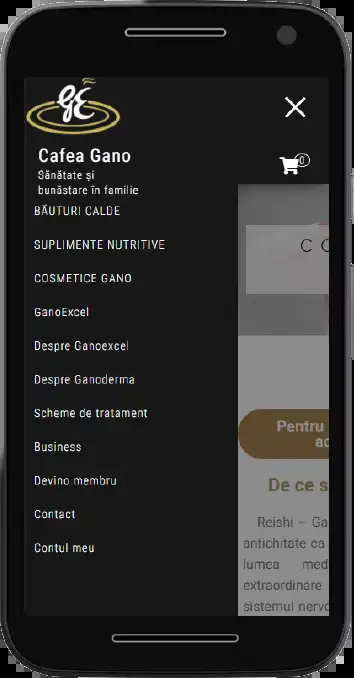 GE
Cafea Gano
Sănătate și
bunăstare în familie
0
BĂUTURI CALDE
SUPLIMENTE NUTRITIVE
COSMETICE GANO
GanoExcel
Despre Ganoexcel
Despre Ganoderma
Scheme de tratament
Business
Devino membru
Contact
Contul meu
Pentru
De ce s
Reishi – Ga
antichitate ca
lumea med
extraordinare
sistemul nervo